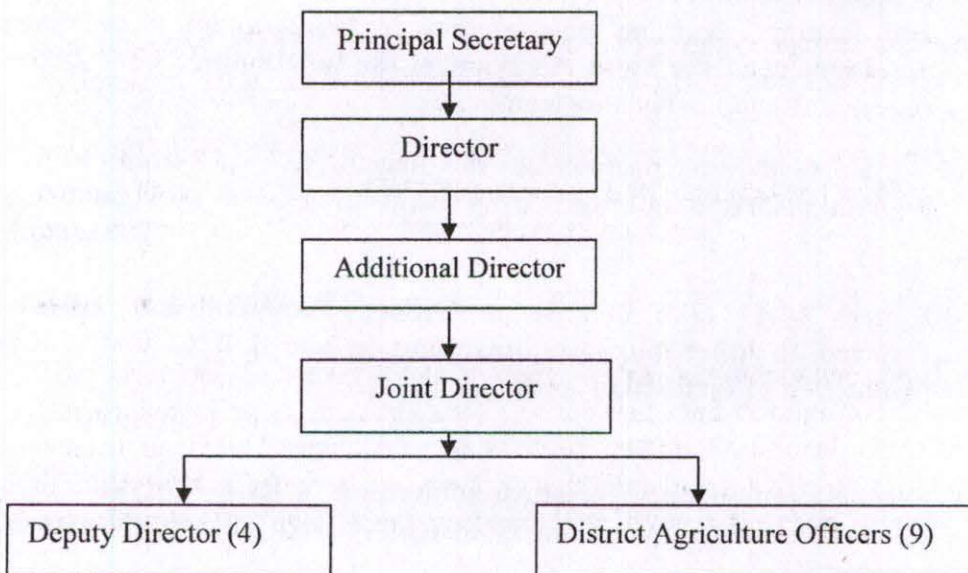 Principal Secretary
Director
Additional Director
Joint Director
Deputy Director (4)
District Agriculture Officers (9)